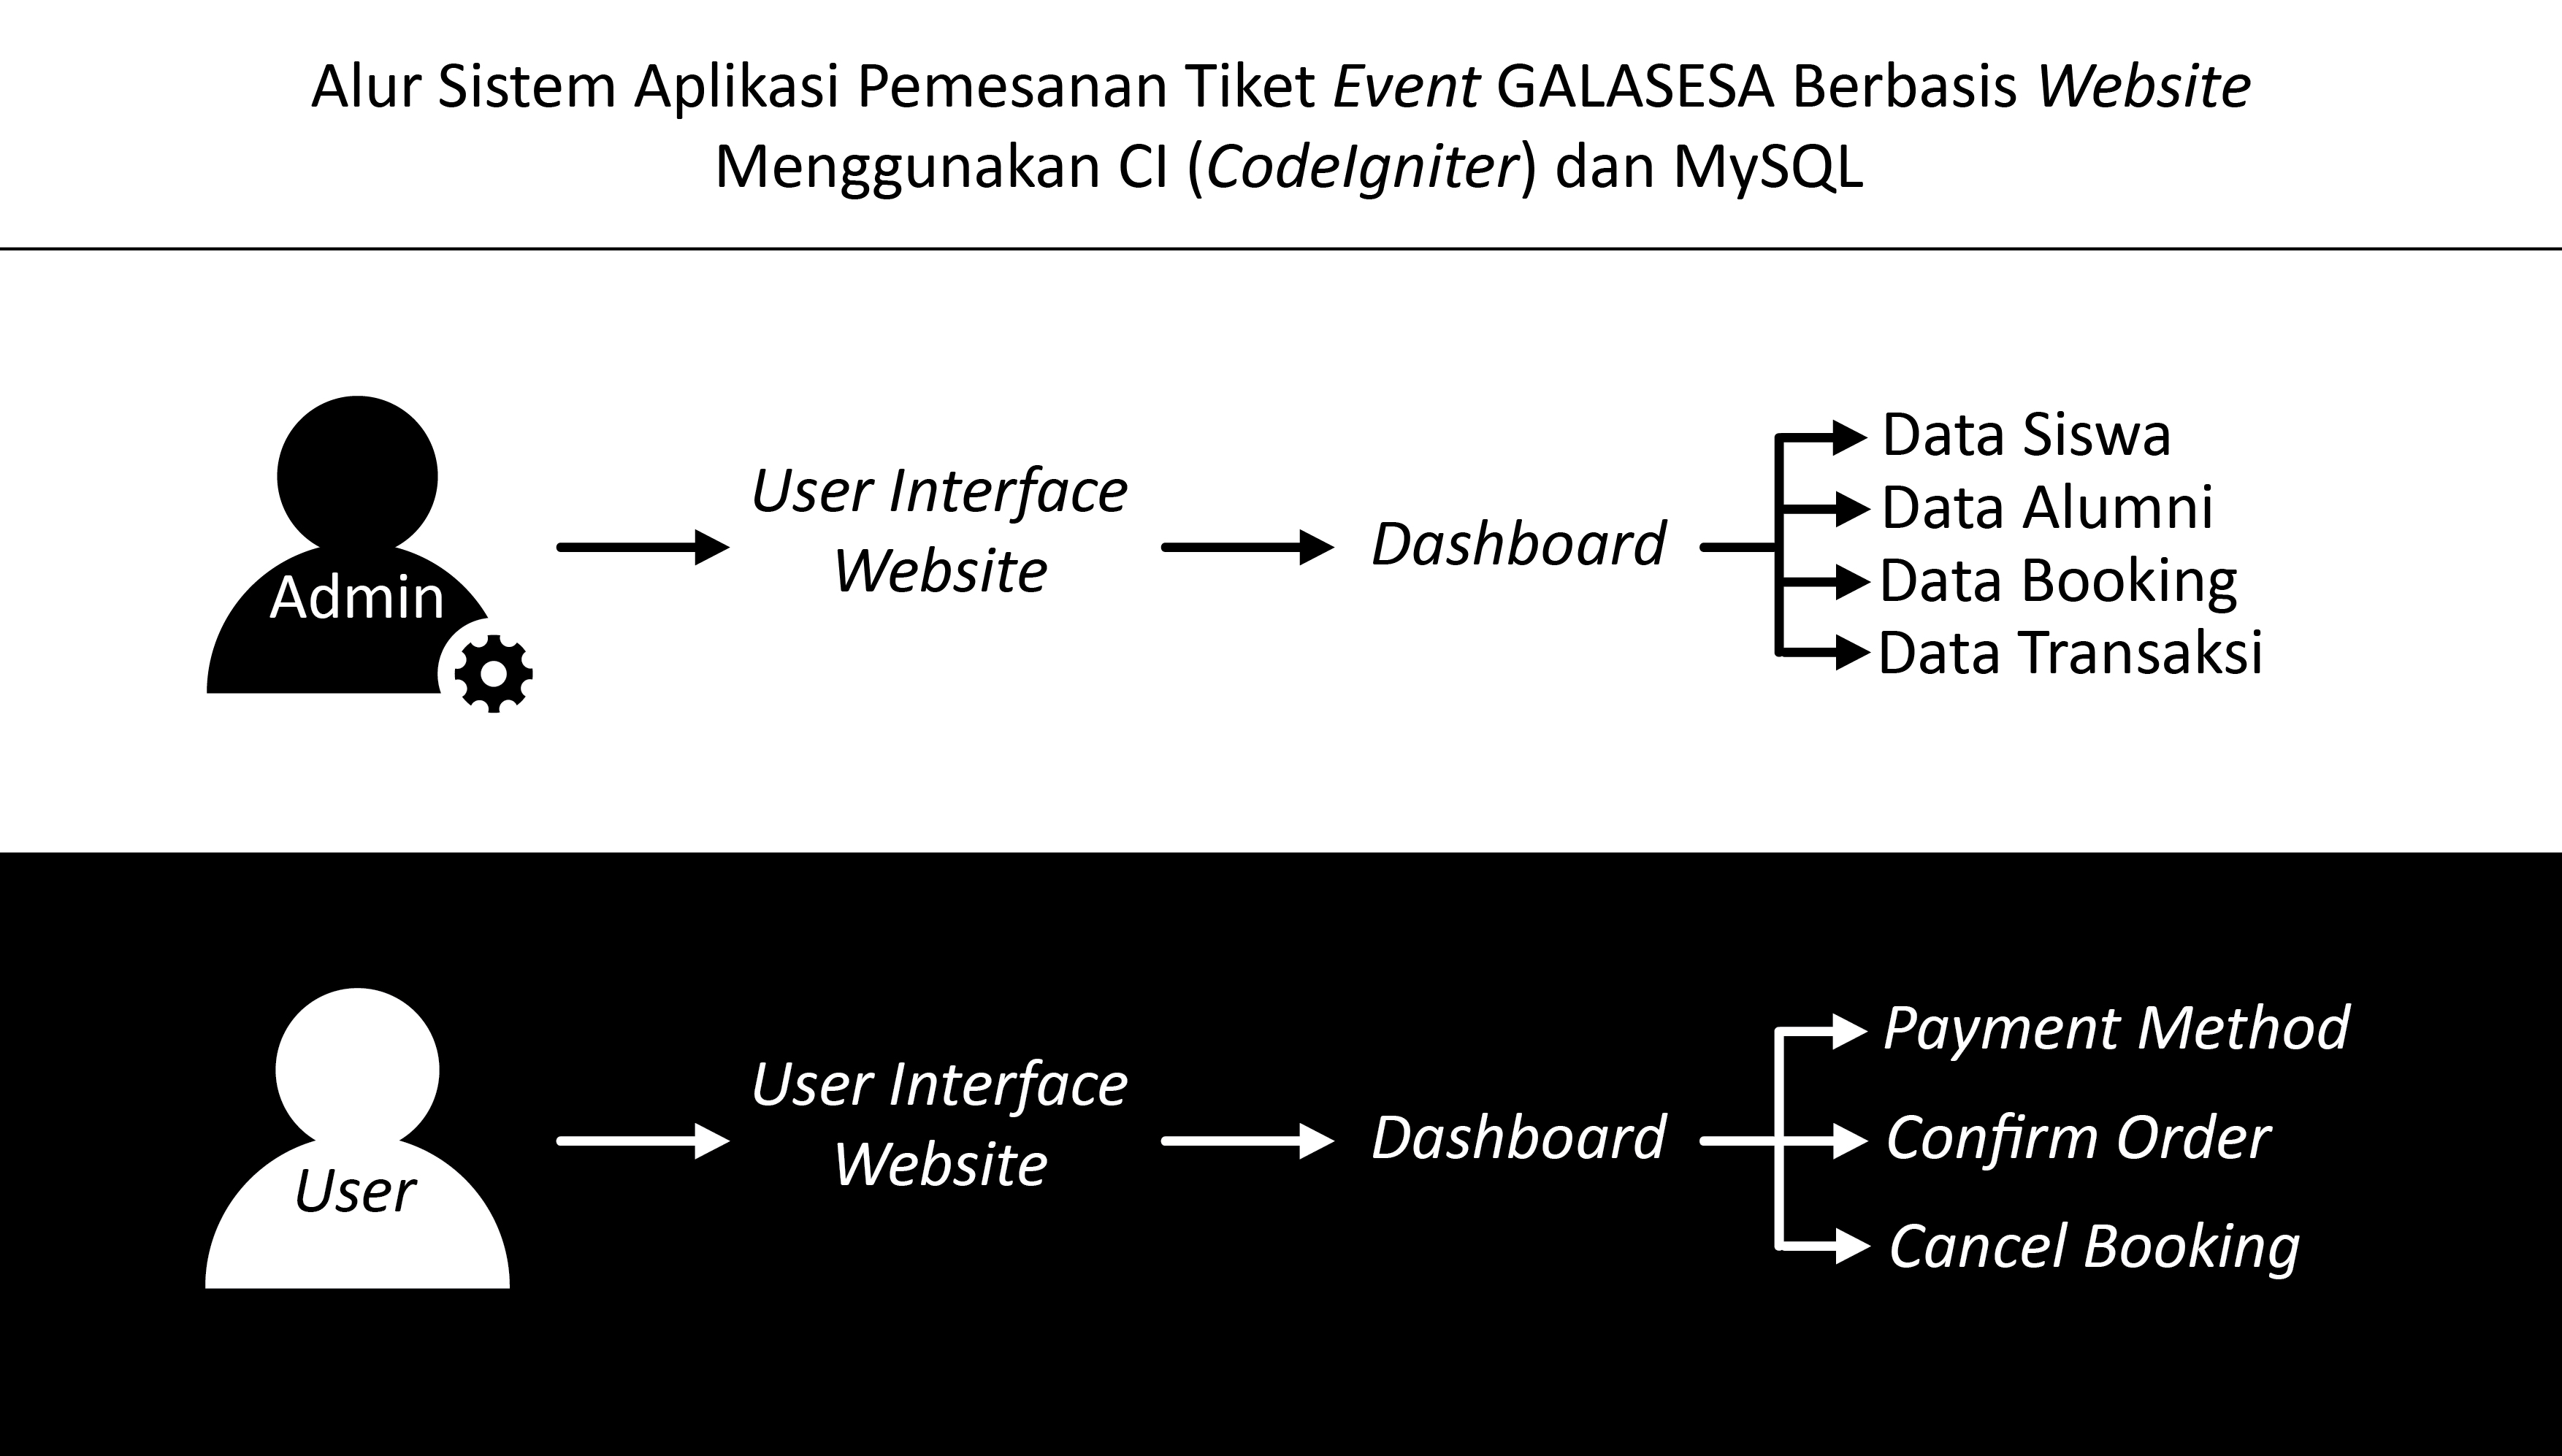 Alur Sistem Aplikasi Pemesanan Tiket Event GALASESA Berbasis Website
Menggunakan CI (CodeIgniter) dan MySQL
Admin
User Interface
Website
Dashboard
Data Siswa
Data Alumni
Data Booking
Data Transaksi
User
User Interface
Website
Dashboard
Payment Method
Confirm Order
Cancel Booking